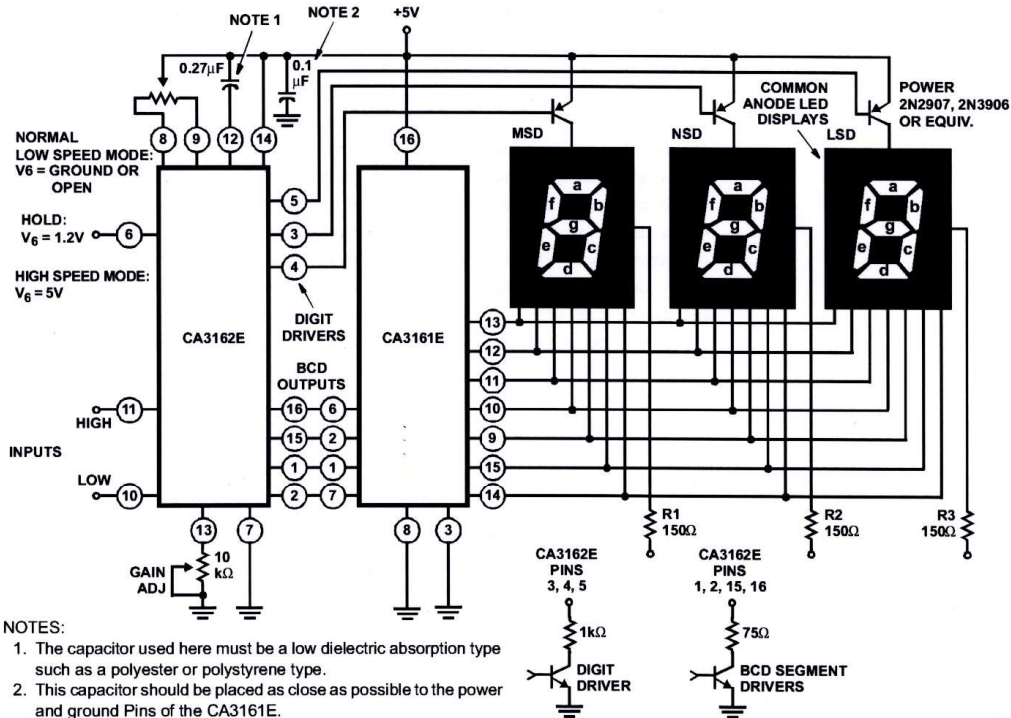 NOTE 1
NOTE 2
+5V
0.27µF
0.1
µF
COMMON
ANODE LED
DISPLAYS
POWER
2N2907, 2N3906
OR EQUIV.
MSD
NSD
LSD
8
9
12
14
16
NORMAL
LOW SPEED MODE:
V6 = GROUND OR
OPEN
HOLD:
V6 = 1.2V
6
HIGH SPEED MODE:
V6 = 5V
5
3
4
DIGIT
DRIVERS
CA3162E
CA3161E
BCD
OUTPUTS
a
f
b
g
e
c
d
a
f
b
g
e
c
d
a
f
b
g
e
c
d
13
12
11
10
9
15
14
11
HIGH
INPUTS
LOW
10
16
6
15
2
1
1
2
7
13
7
8
3
GAIN
ADJ
10
kΩ
R1
150Ω
R2
150Ω
R3
150Ω
CA3162E
PINS
3, 4, 5
1kΩ
DIGIT
DRIVER
CA3162E
PINS
1, 2, 15, 16
75Ω
BCD SEGMENT
DRIVERS
NOTES:
1. The capacitor used here must be a low dielectric absorption type
such as a polyester or polystyrene type.
2. This capacitor should be placed as close as possible to the power
and ground Pins of the CA3161E.